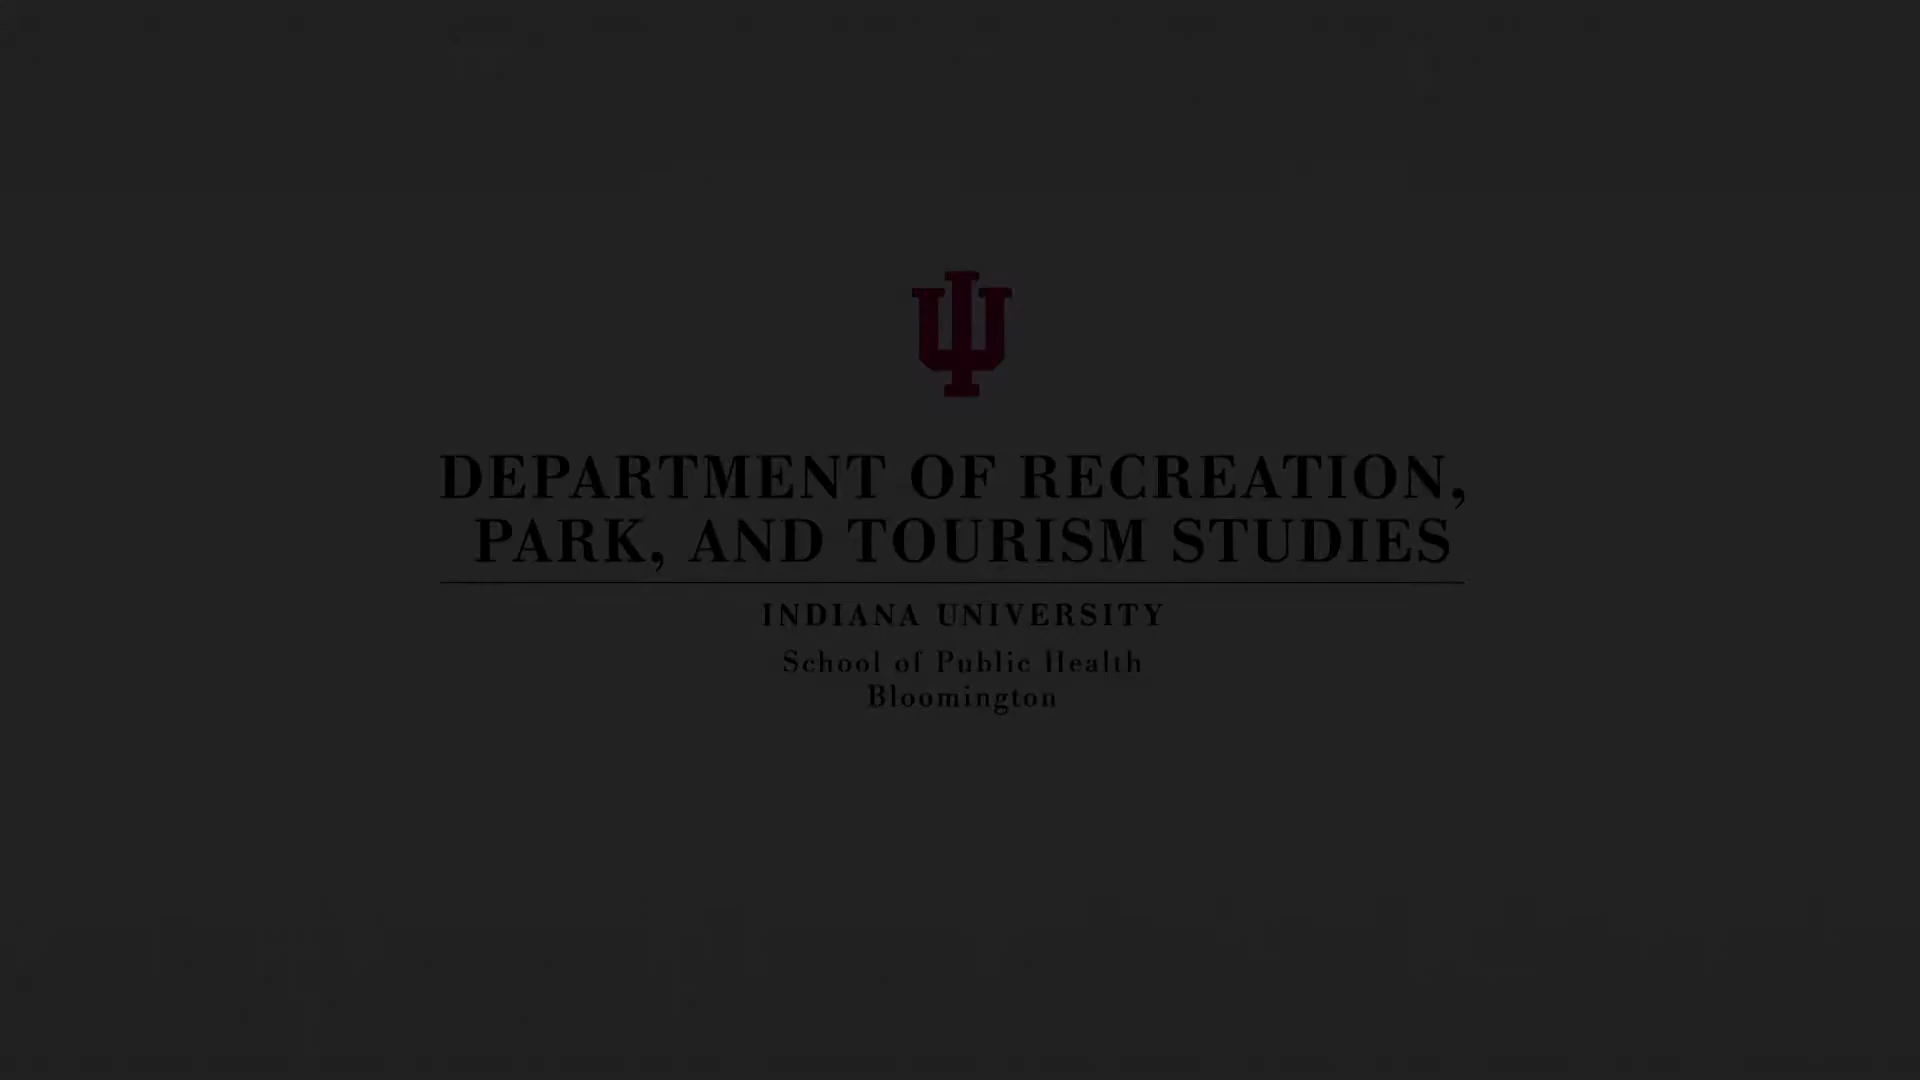 DEPARTMENT OF RECREATION,
PARK, AND TOURISM STUDIES
INDIANA UNIVERSITY
School of Public Health
Bloomington